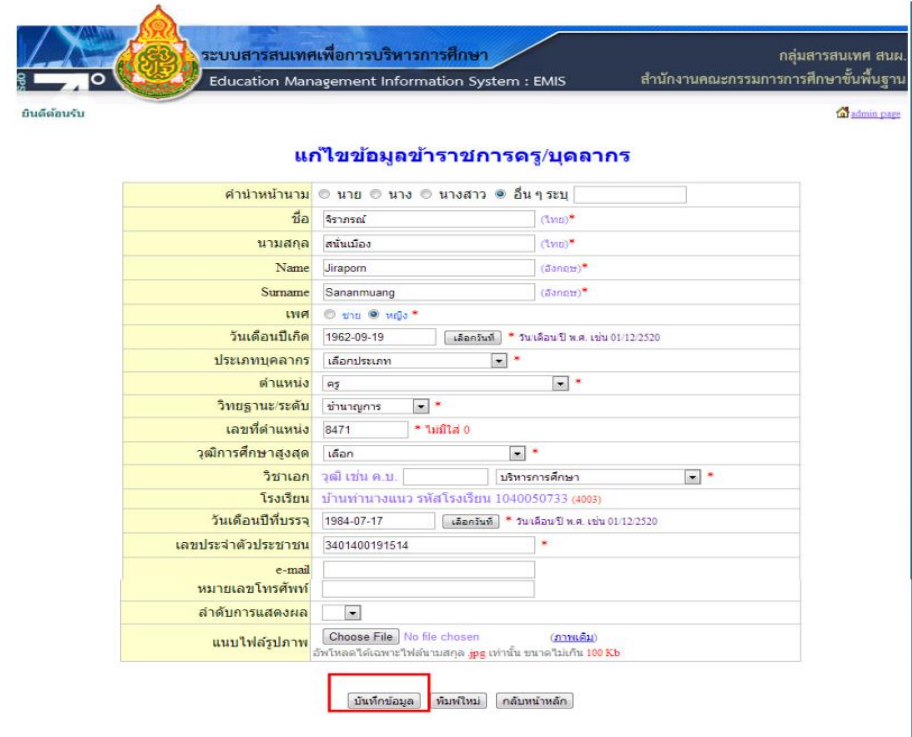 ระบบสารสนเทศเพื่อการบริหารการศึกษา
กลุ่มสารสนเทศ สนผ.
Education Management Information System : EMIS
สำนักงานคณะกรรมการการศึกษาขั้นพื้นฐาน
ยินดีต้อนรับ
admin page
แก้ไขข้อมูลข้าราชการครู/บุคลากร
คำนำหน้านาม นาย นาง นางสาว อื่น ๆ ระบุ
ชื่อ จิราภรณ์ (ไทย)*
นามสกุล สนั่นเมือง (ไทย)*
Name Jiraporn (อังกฤษ)*
Surname Sananmuang (อังกฤษ)*
เพศ ชาย หญิง *
วันเดือนปีเกิด 1962-09-19 เลือกวันที่ * วัน/เดือน/ปี พ.ศ. เช่น 01/12/2520
ประเภทบุคลากร เลือกประเภท *
ตำแหน่ง ครู *
วิทยฐานะ/ระดับ ชำนาญการ *
เลขที่ตำแหน่ง 8471 * ไม่มีใส่ 0
วุฒิการศึกษาสูงสุด เลือก *
วิชาเอก วุฒิ เช่น ค.บ. บริหารการศึกษา *
โรงเรียน บ้านท่านางแนว รหัสโรงเรียน 1040050733 (4003)
วันเดือนปีที่บรรจุ 1984-07-17 เลือกวันที่ * วัน/เดือน/ปี พ.ศ. เช่น 01/12/2520
เลขประจำตัวประชาชน 3401400191514 *
e-mail
หมายเลขโทรศัพท์
ลำดับการแสดงผล
แนบไฟล์รูปภาพ Choose File No file chosen (ภาพเดิม)
อัพโหลดได้เฉพาะไฟล์นามสกุล .jpg เท่านั้น ขนาดไม่เกิน 100 Kb
บันทึกข้อมูล พิมพ์ใหม่ กลับหน้าหลัก